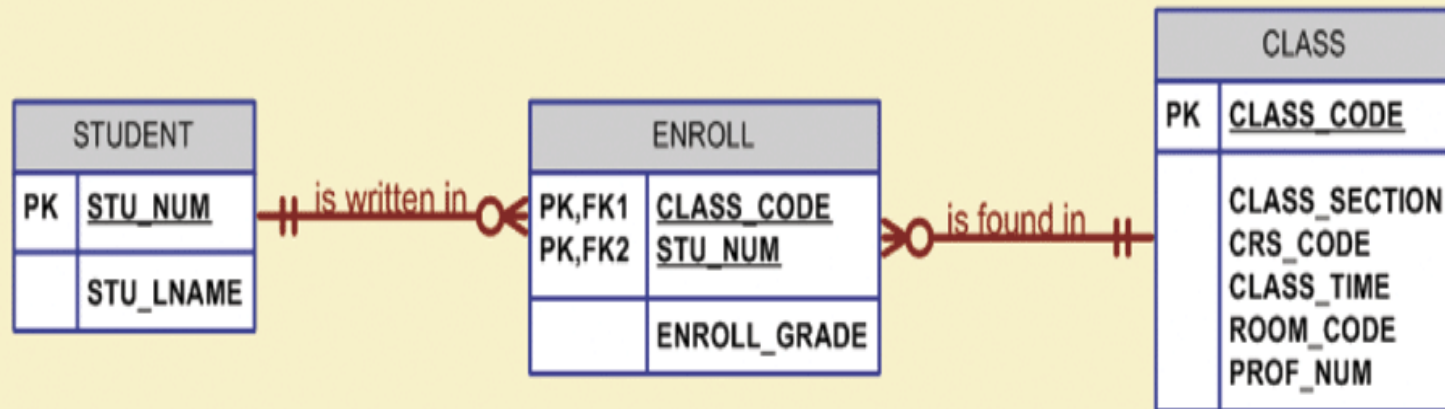 STUDENT
PK STU_NUM
STU_LNAME
is written in
ENROLL
PK,FK1 CLASS_CODE
PK,FK2 STU_NUM
ENROLL_GRADE
is found in
CLASS
PK CLASS_CODE
CLASS_SECTION
CRS_CODE
CLASS_TIME
ROOM_CODE
PROF_NUM